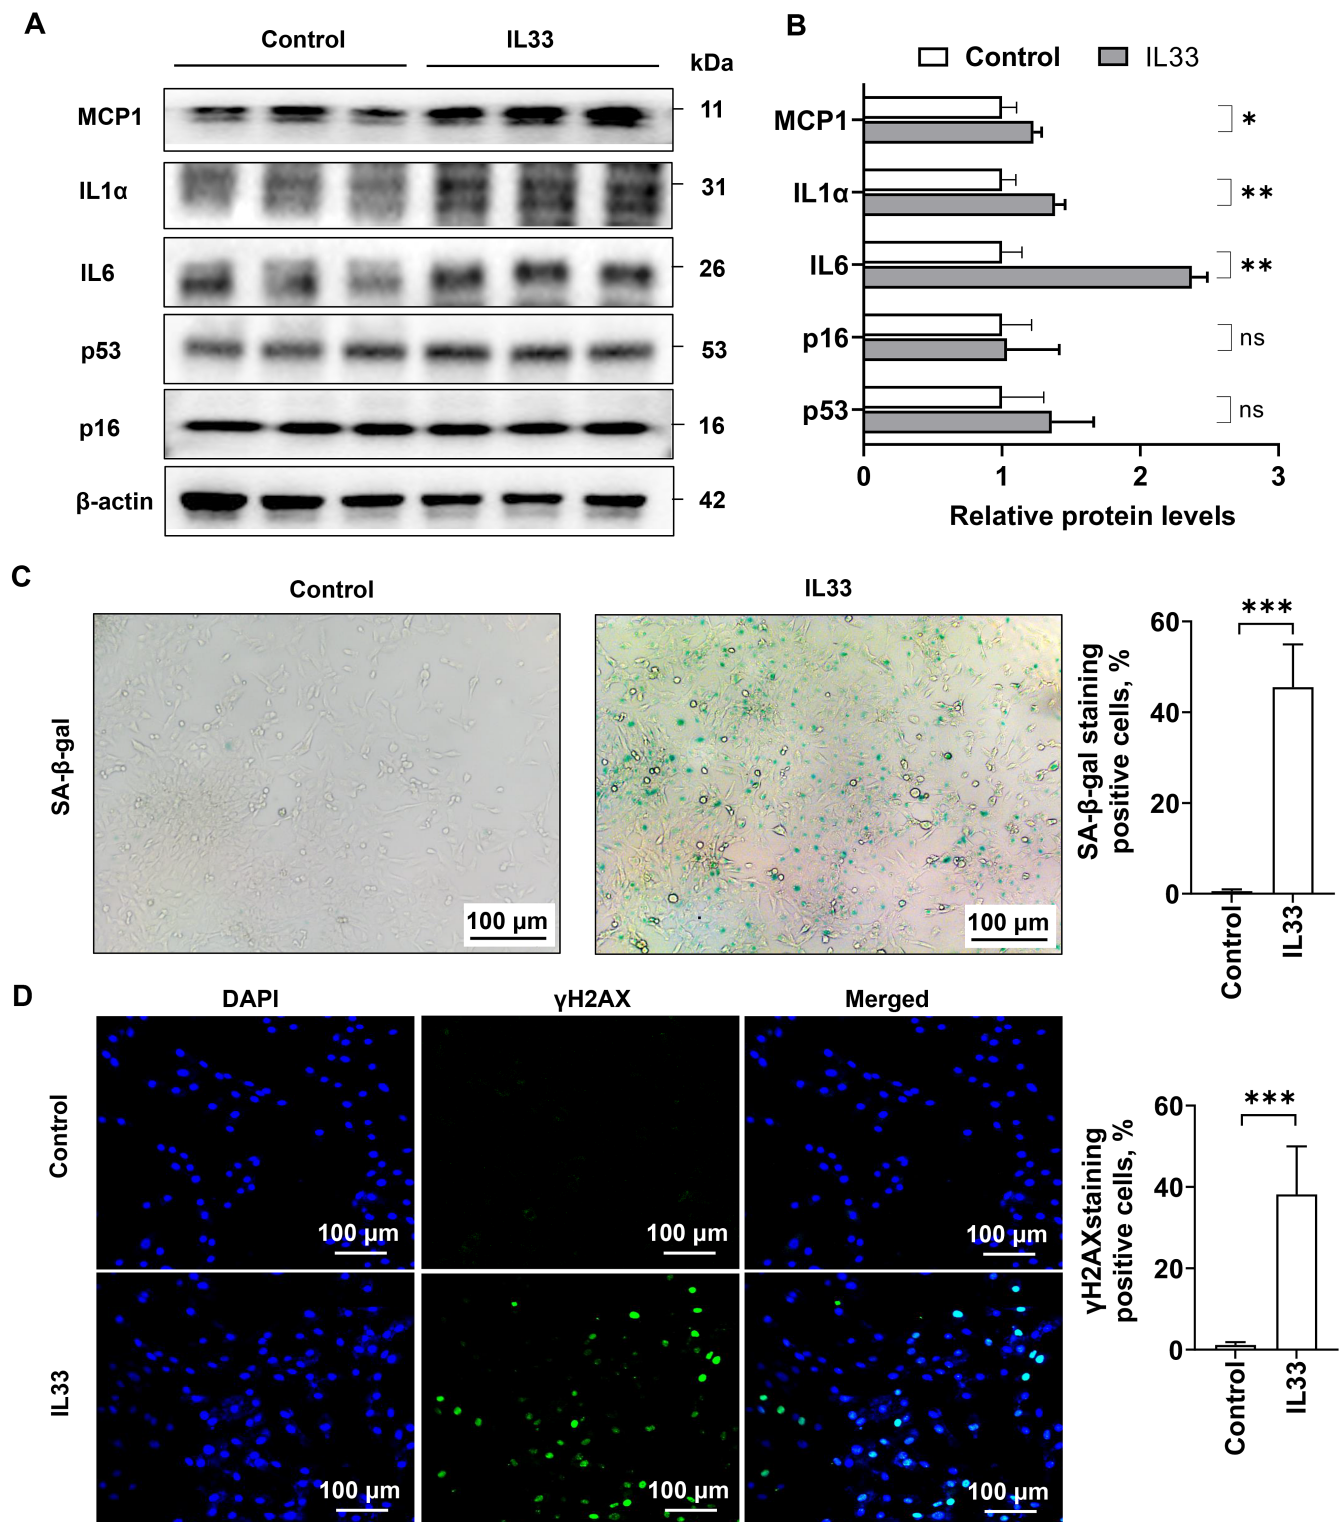 A
Control
IL33
kDa
MCP1
11
IL1α
31
IL6
26
p53
53
p16
16
β-actin
42
B
Control
IL33
MCP1
*
IL1α
**
IL6
**
p16
ns
p53
ns
0
1
2
3
Relative protein levels
C
Control
IL33
SA-β-gal
100 μm
100 μm
SA-β-gal staining
positive cells, %
60
40
20
0
***
Control
IL33
D
DAPI
γH2AX
Merged
Control
100 μm
100 μm
100 μm
IL33
100 μm
100 μm
100 μm
γH2AXstaining
positive cells, %
60
40
20
0
***
Control
IL33